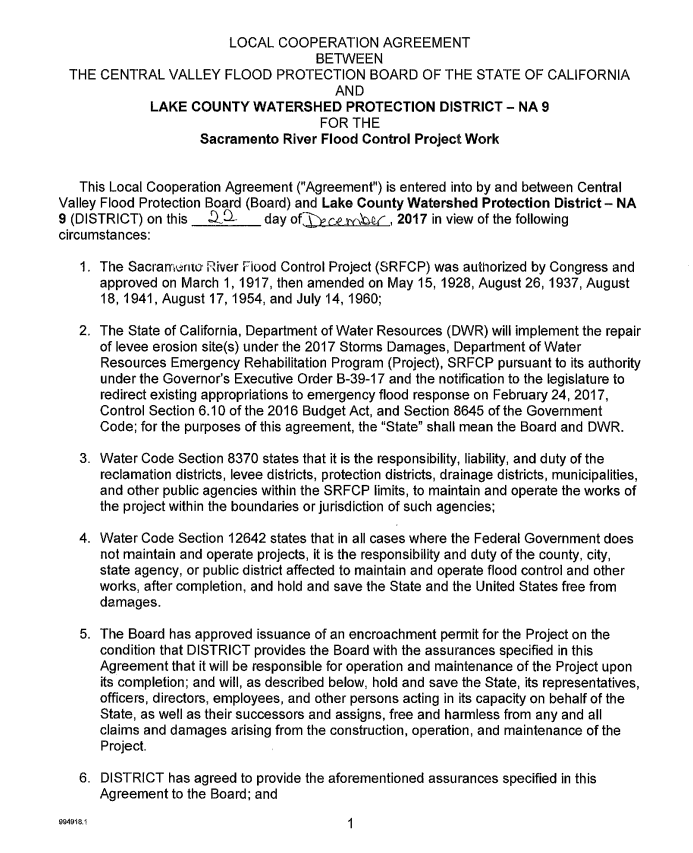 LOCAL COOPERATION AGREEMENT
BETWEEN
THE CENTRAL VALLEY FLOOD PROTECTION BOARD OF THE STATE OF CALIFORNIA
AND
LAKE COUNTY WATERSHED PROTECTION DISTRICT – NA 9
FOR THE
Sacramento River Flood Control Project Work
This Local Cooperation Agreement ("Agreement") is entered into by and between Central
Valley Flood Protection Board (Board) and Lake County Watershed Protection District – NA
9 (DISTRICT) on this 22 day of December, 2017 in view of the following
circumstances:
1. The Sacramento River Flood Control Project (SRFCP) was authorized by Congress and
approved on March 1, 1917, then amended on May 15, 1928, August 26, 1937, August
18, 1941, August 17, 1954, and July 14, 1960;
2. The State of California, Department of Water Resources (DWR) will implement the repair
of levee erosion site(s) under the 2017 Storms Damages, Department of Water
Resources Emergency Rehabilitation Program (Project), SRFCP pursuant to its authority
under the Governor's Executive Order B-39-17 and the notification to the legislature to
redirect existing appropriations to emergency flood response on February 24, 2017,
Control Section 6.10 of the 2016 Budget Act, and Section 8645 of the Government
Code; for the purposes of this agreement, the "State" shall mean the Board and DWR.
3. Water Code Section 8370 states that it is the responsibility, liability, and duty of the
reclamation districts, levee districts, protection districts, drainage districts, municipalities,
and other public agencies within the SRFCP limits, to maintain and operate the works of
the project within the boundaries or jurisdiction of such agencies;
4. Water Code Section 12642 states that in all cases where the Federal Government does
not maintain and operate projects, it is the responsibility and duty of the county, city,
state agency, or public district affected to maintain and operate flood control and other
works, after completion, and hold and save the State and the United States free from
damages.
5. The Board has approved issuance of an encroachment permit for the Project on the
condition that DISTRICT provides the Board with the assurances specified in this
Agreement that it will be responsible for operation and maintenance of the Project upon
its completion; and will, as described below, hold and save the State, its representatives,
officers, directors, employees, and other persons acting in its capacity on behalf of the
State, as well as their successors and assigns, free and harmless from any and all
claims and damages arising from the construction, operation, and maintenance of the
Project.
6. DISTRICT has agreed to provide the aforementioned assurances specified in this
Agreement to the Board; and
994918.1
1